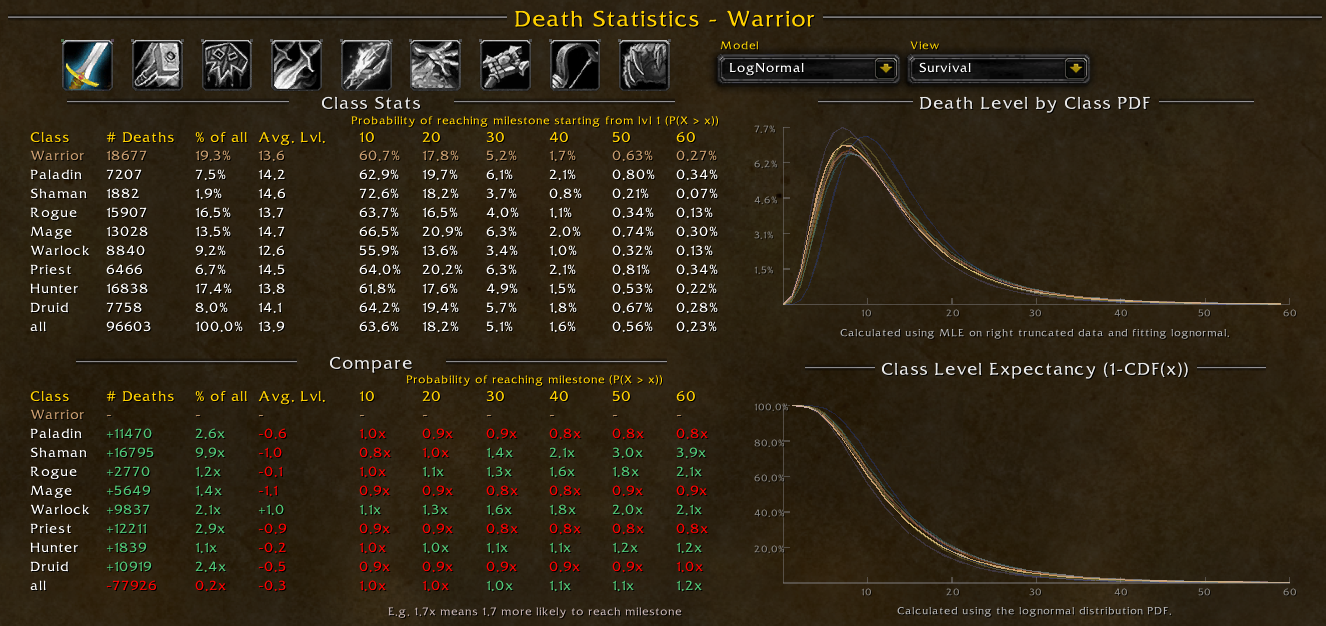 Death Statistics - Warrior
Model View
LogNormal Survival
Class Stats
Probability of reaching milestone starting from lvl 1 (P(X > x))
Class # Deaths % of all Avg. Lvl. 10 20 30 40 50 60
Warrior 18677 19.3% 13.6 60.7% 17.8% 5.2% 1.7% 0.63% 0.27%
Paladin 7207 7.5% 14.2 62.9% 19.7% 6.1% 2.1% 0.80% 0.34%
Shaman 1882 1.9% 14.6 72.6% 18.2% 3.7% 0.8% 0.21% 0.07%
Rogue 15907 16.5% 13.7 63.7% 16.5% 4.0% 1.1% 0.34% 0.13%
Mage 13028 13.5% 14.7 66.5% 20.9% 6.3% 2.0% 0.74% 0.30%
Warlock 8840 9.2% 12.6 55.9% 13.6% 3.4% 1.0% 0.32% 0.13%
Priest 6466 6.7% 14.5 64.0% 20.2% 6.3% 2.1% 0.81% 0.34%
Hunter 16838 17.4% 13.8 61.8% 17.6% 4.9% 1.5% 0.53% 0.22%
Druid 7758 8.0% 14.1 64.2% 19.4% 5.7% 1.8% 0.67% 0.28%
all 96603 100.0% 13.9 63.6% 18.2% 5.1% 1.6% 0.56% 0.23%
Death Level by Class PDF
7.7%
6.2%
4.6%
3.1%
1.5%
10 20 30 40 50 60
Calculated using MLE on right truncated data and fitting lognormal.
Compare
Probability of reaching milestone (P(X > x))
Class # Deaths % of all Avg. Lvl. 10 20 30 40 50 60
Warrior - - - - - - - - -
Paladin +11470 2.6x -0.6 1.0x 0.9x 0.9x 0.8x 0.8x 0.8x
Shaman +16795 9.9x -1.0 0.8x 1.0x 1.4x 2.1x 3.0x 3.9x
Rogue +2770 1.2x -0.1 1.0x 1.1x 1.3x 1.6x 1.8x 2.1x
Mage +5649 1.4x -1.1 0.9x 0.9x 0.8x 0.8x 0.9x 0.9x
Warlock +9837 2.1x +1.0 1.1x 1.3x 1.6x 1.8x 2.0x 2.1x
Priest +12211 2.9x -0.9 0.9x 0.9x 0.8x 0.8x 0.8x 0.8x
Hunter +1839 1.1x -0.2 1.0x 1.0x 1.1x 1.1x 1.2x 1.2x
Druid +10919 2.4x -0.5 0.9x 0.9x 0.9x 0.9x 0.9x 1.0x
all -77926 0.2x -0.3 1.0x 1.0x 1.0x 1.1x 1.1x 1.2x
E.g. 1.7x means 1.7 more likely to reach milestone
Class Level Expectancy (1-CDF(x))
100.0%
80.0%
60.0%
40.0%
20.0%
10 20 30 40 50 60
Calculated using the lognormal distribution PDF.